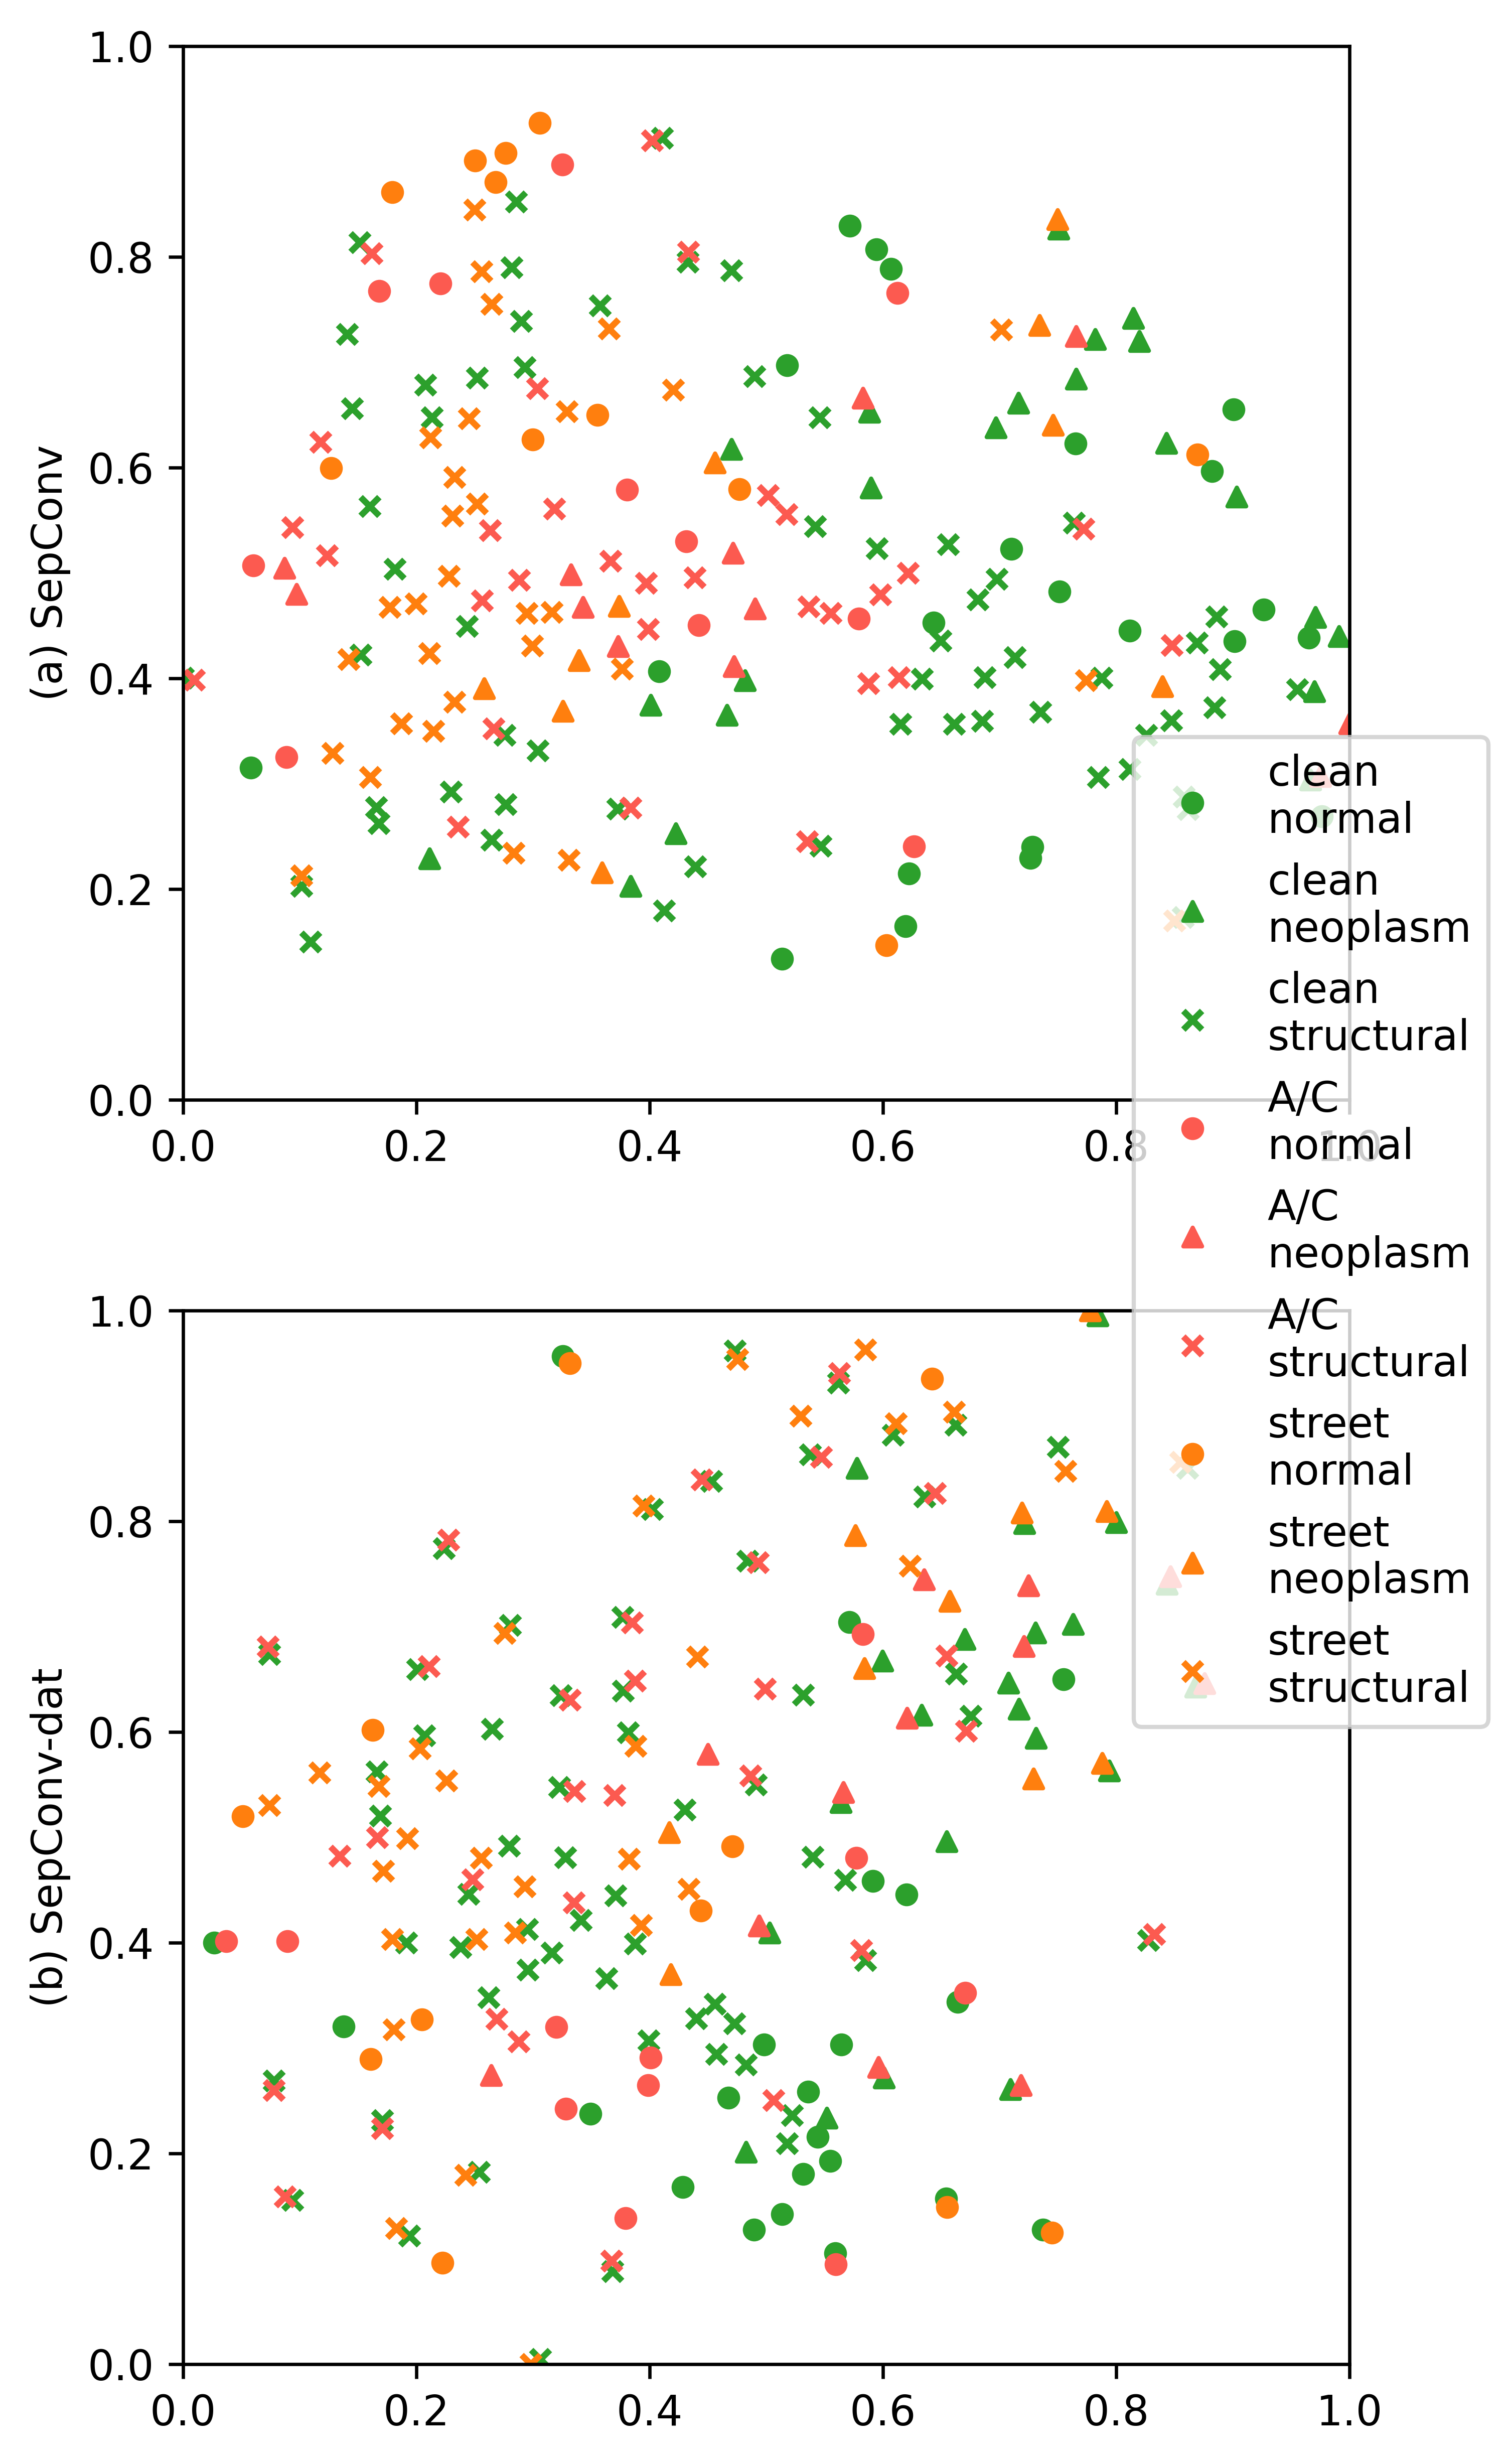 1.0
0.8
0.6
0.4
0.2
0.0
(a) SepConv
0.0 0.2 0.4 0.6 0.8 1.0
clean
normal
clean
neoplasm
clean
structural
A/C
normal
A/C
neoplasm
A/C
structural
street
normal
street
neoplasm
street
structural
1.0
0.8
0.6
0.4
0.2
0.0
(b) SepConv-dat
0.0 0.2 0.4 0.6 0.8 1.0